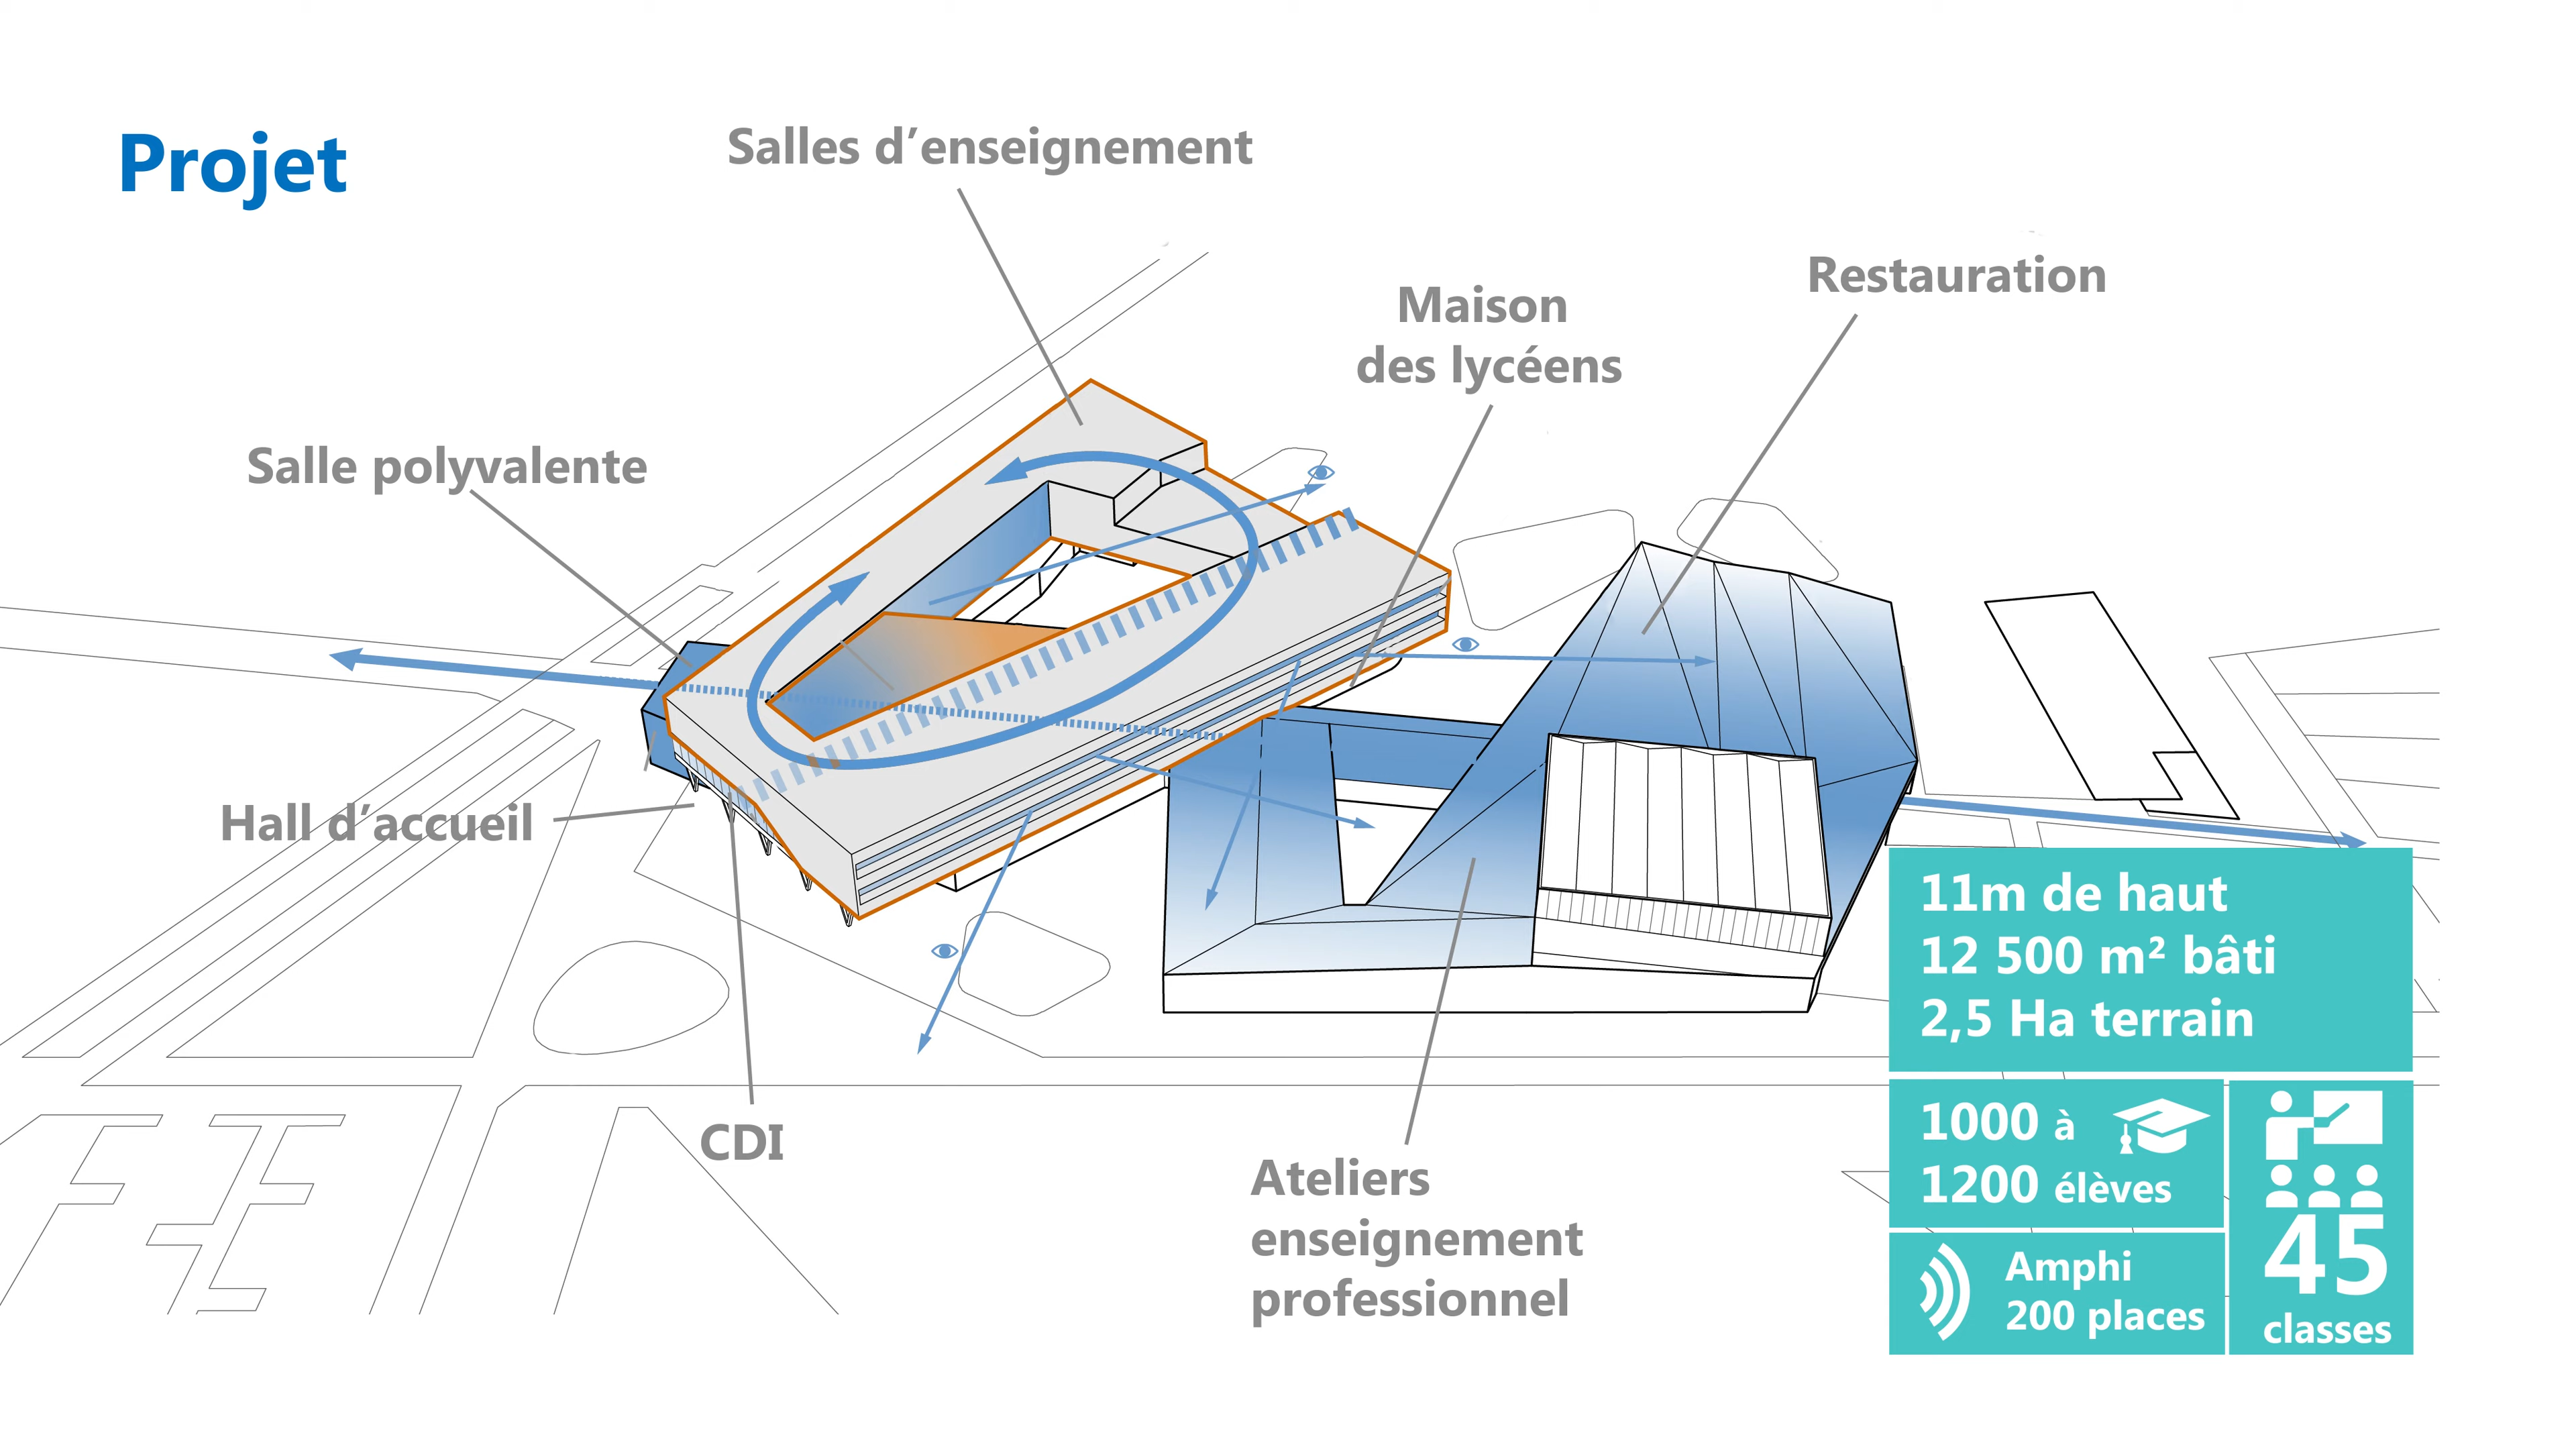 Projet
Salles d’enseignement
Restauration
Maison
des lycéens
Salle polyvalente
Hall d’accueil
CDI
Ateliers
enseignement
professionnel
11m de haut
12 500 m² bâti
2,5 Ha terrain
1000 à
1200 élèves
Amphi
200 places
45
classes